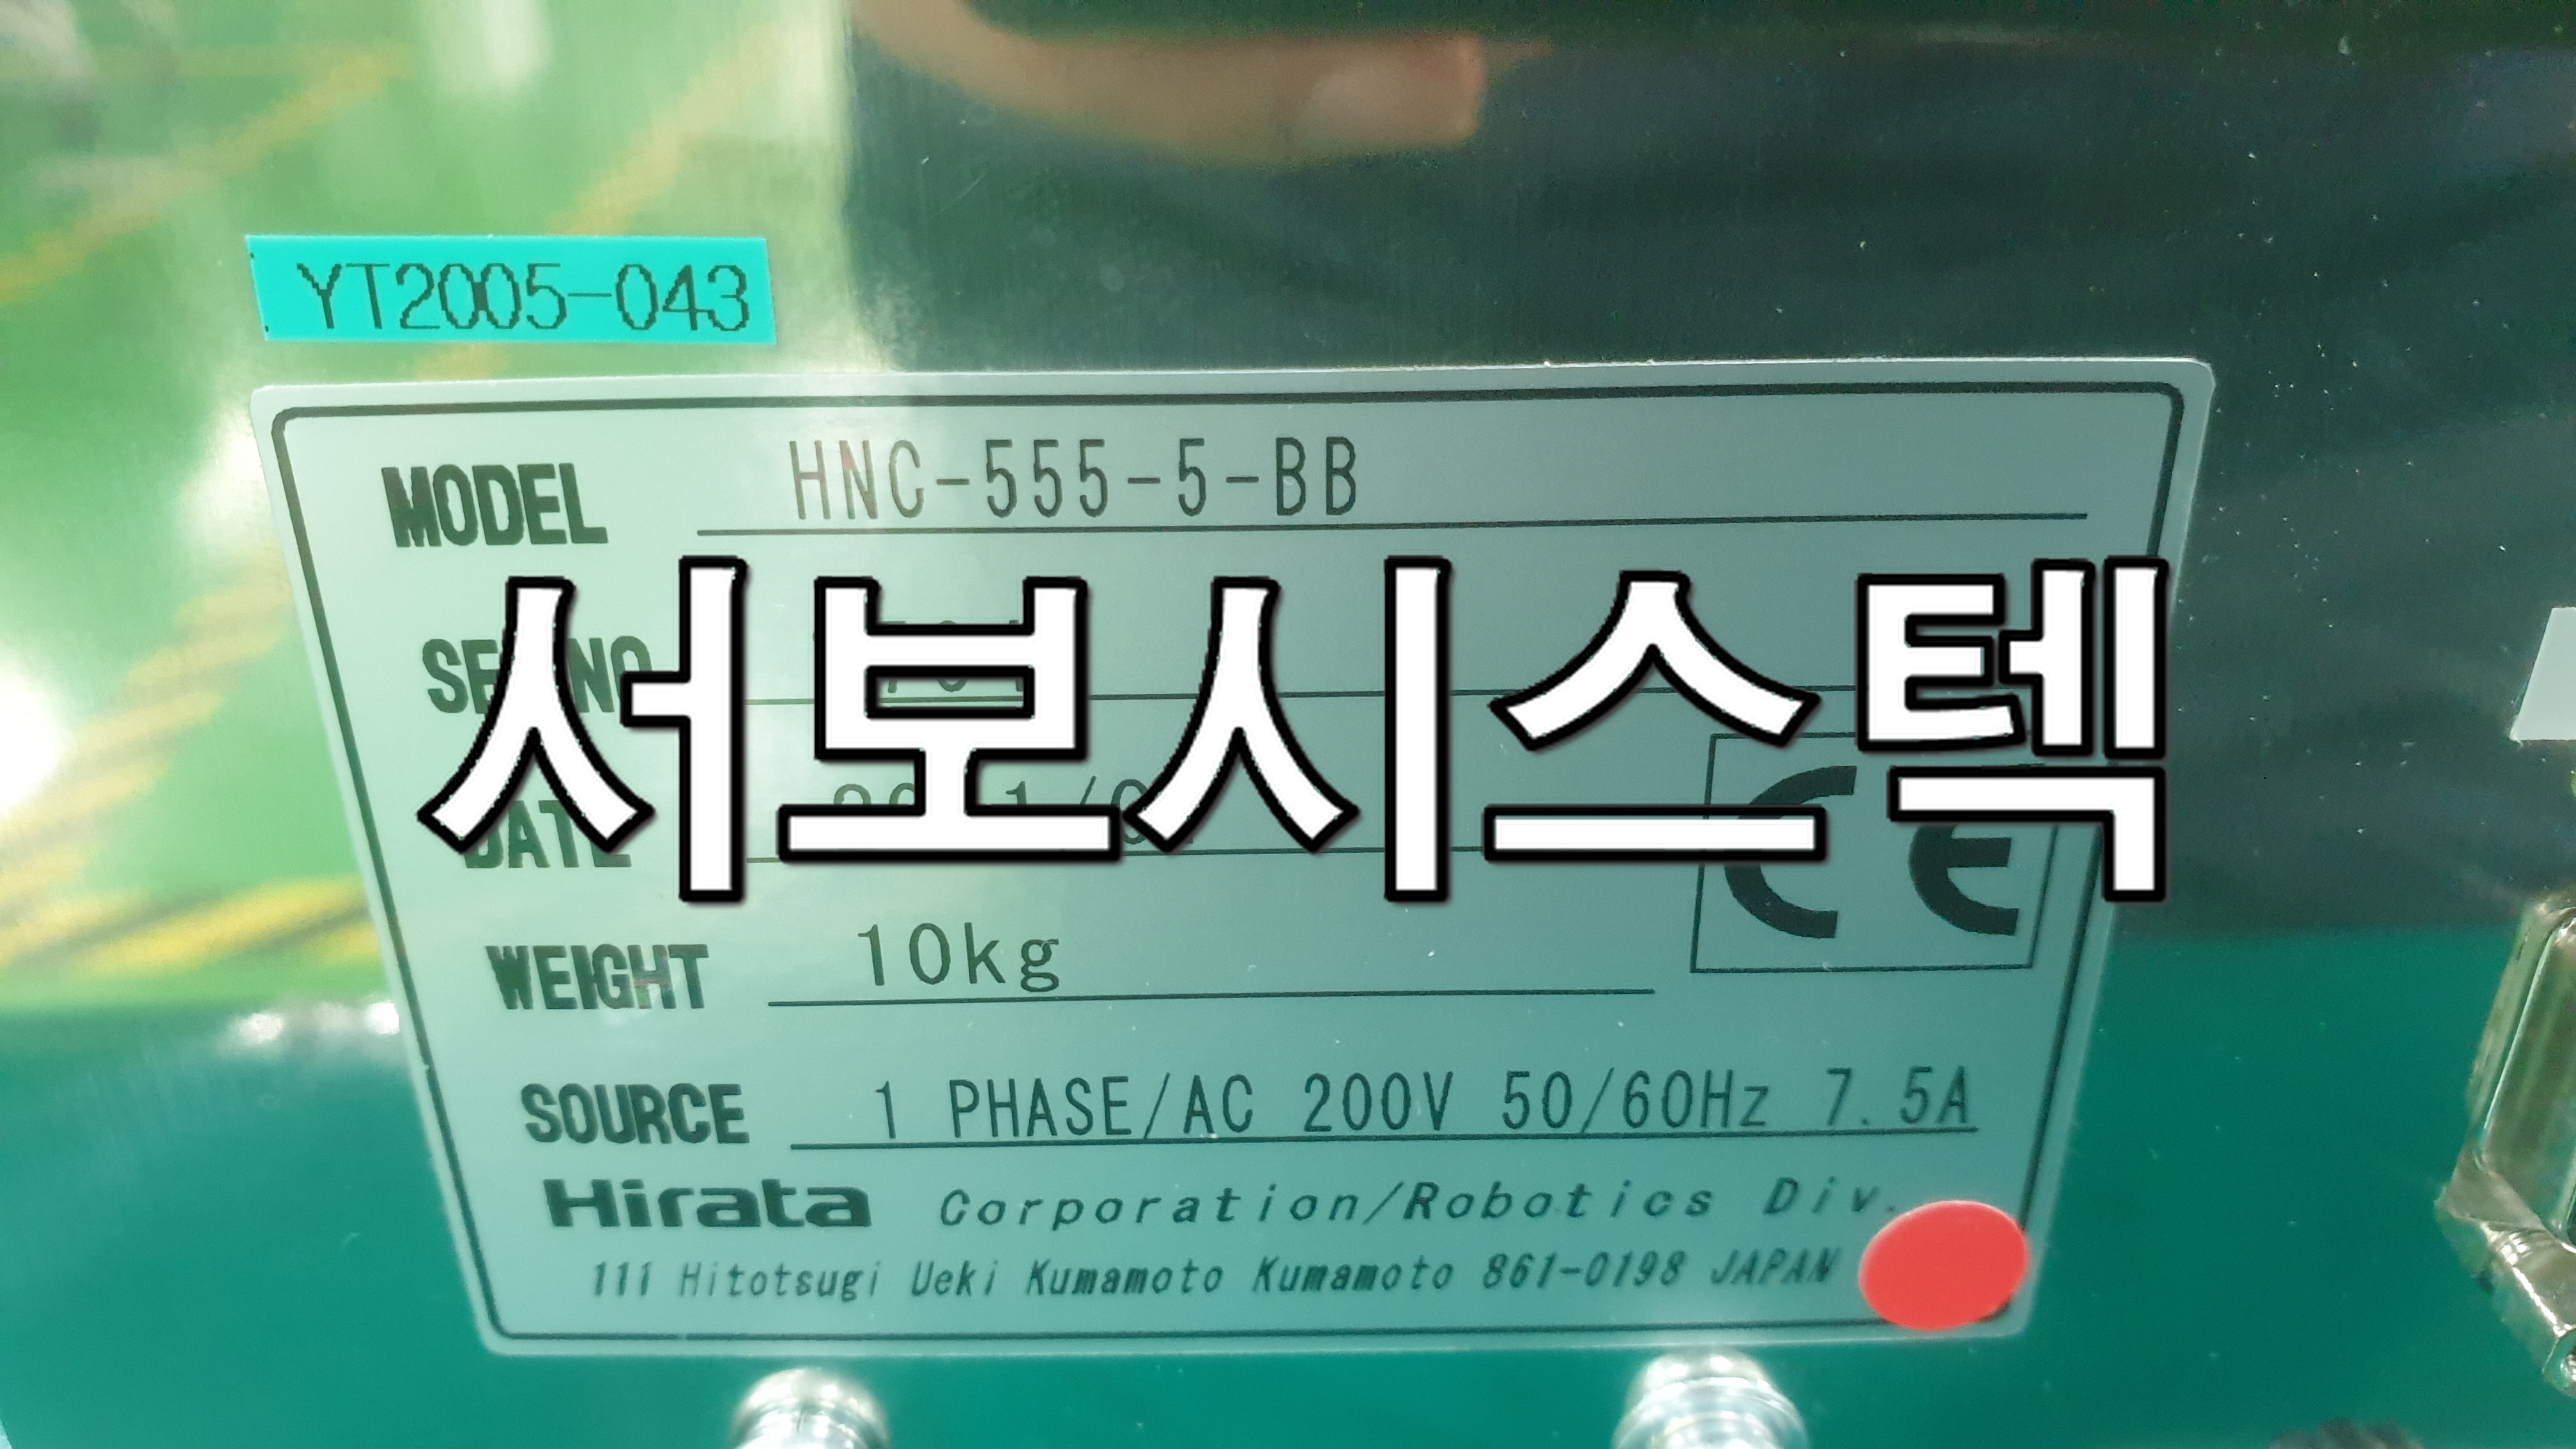 YT2005-043
MODEL HNC-555-5-BB
서보시스텍
WEIGHT 10kg
CE
SOURCE 1 PHASE/AC 200V 50/60Hz 7.5A
Hirata Corporation/Robotics Div.
111 Hitotsugi Ueki Kumamoto Kumamoto 861-0198 JAPAN